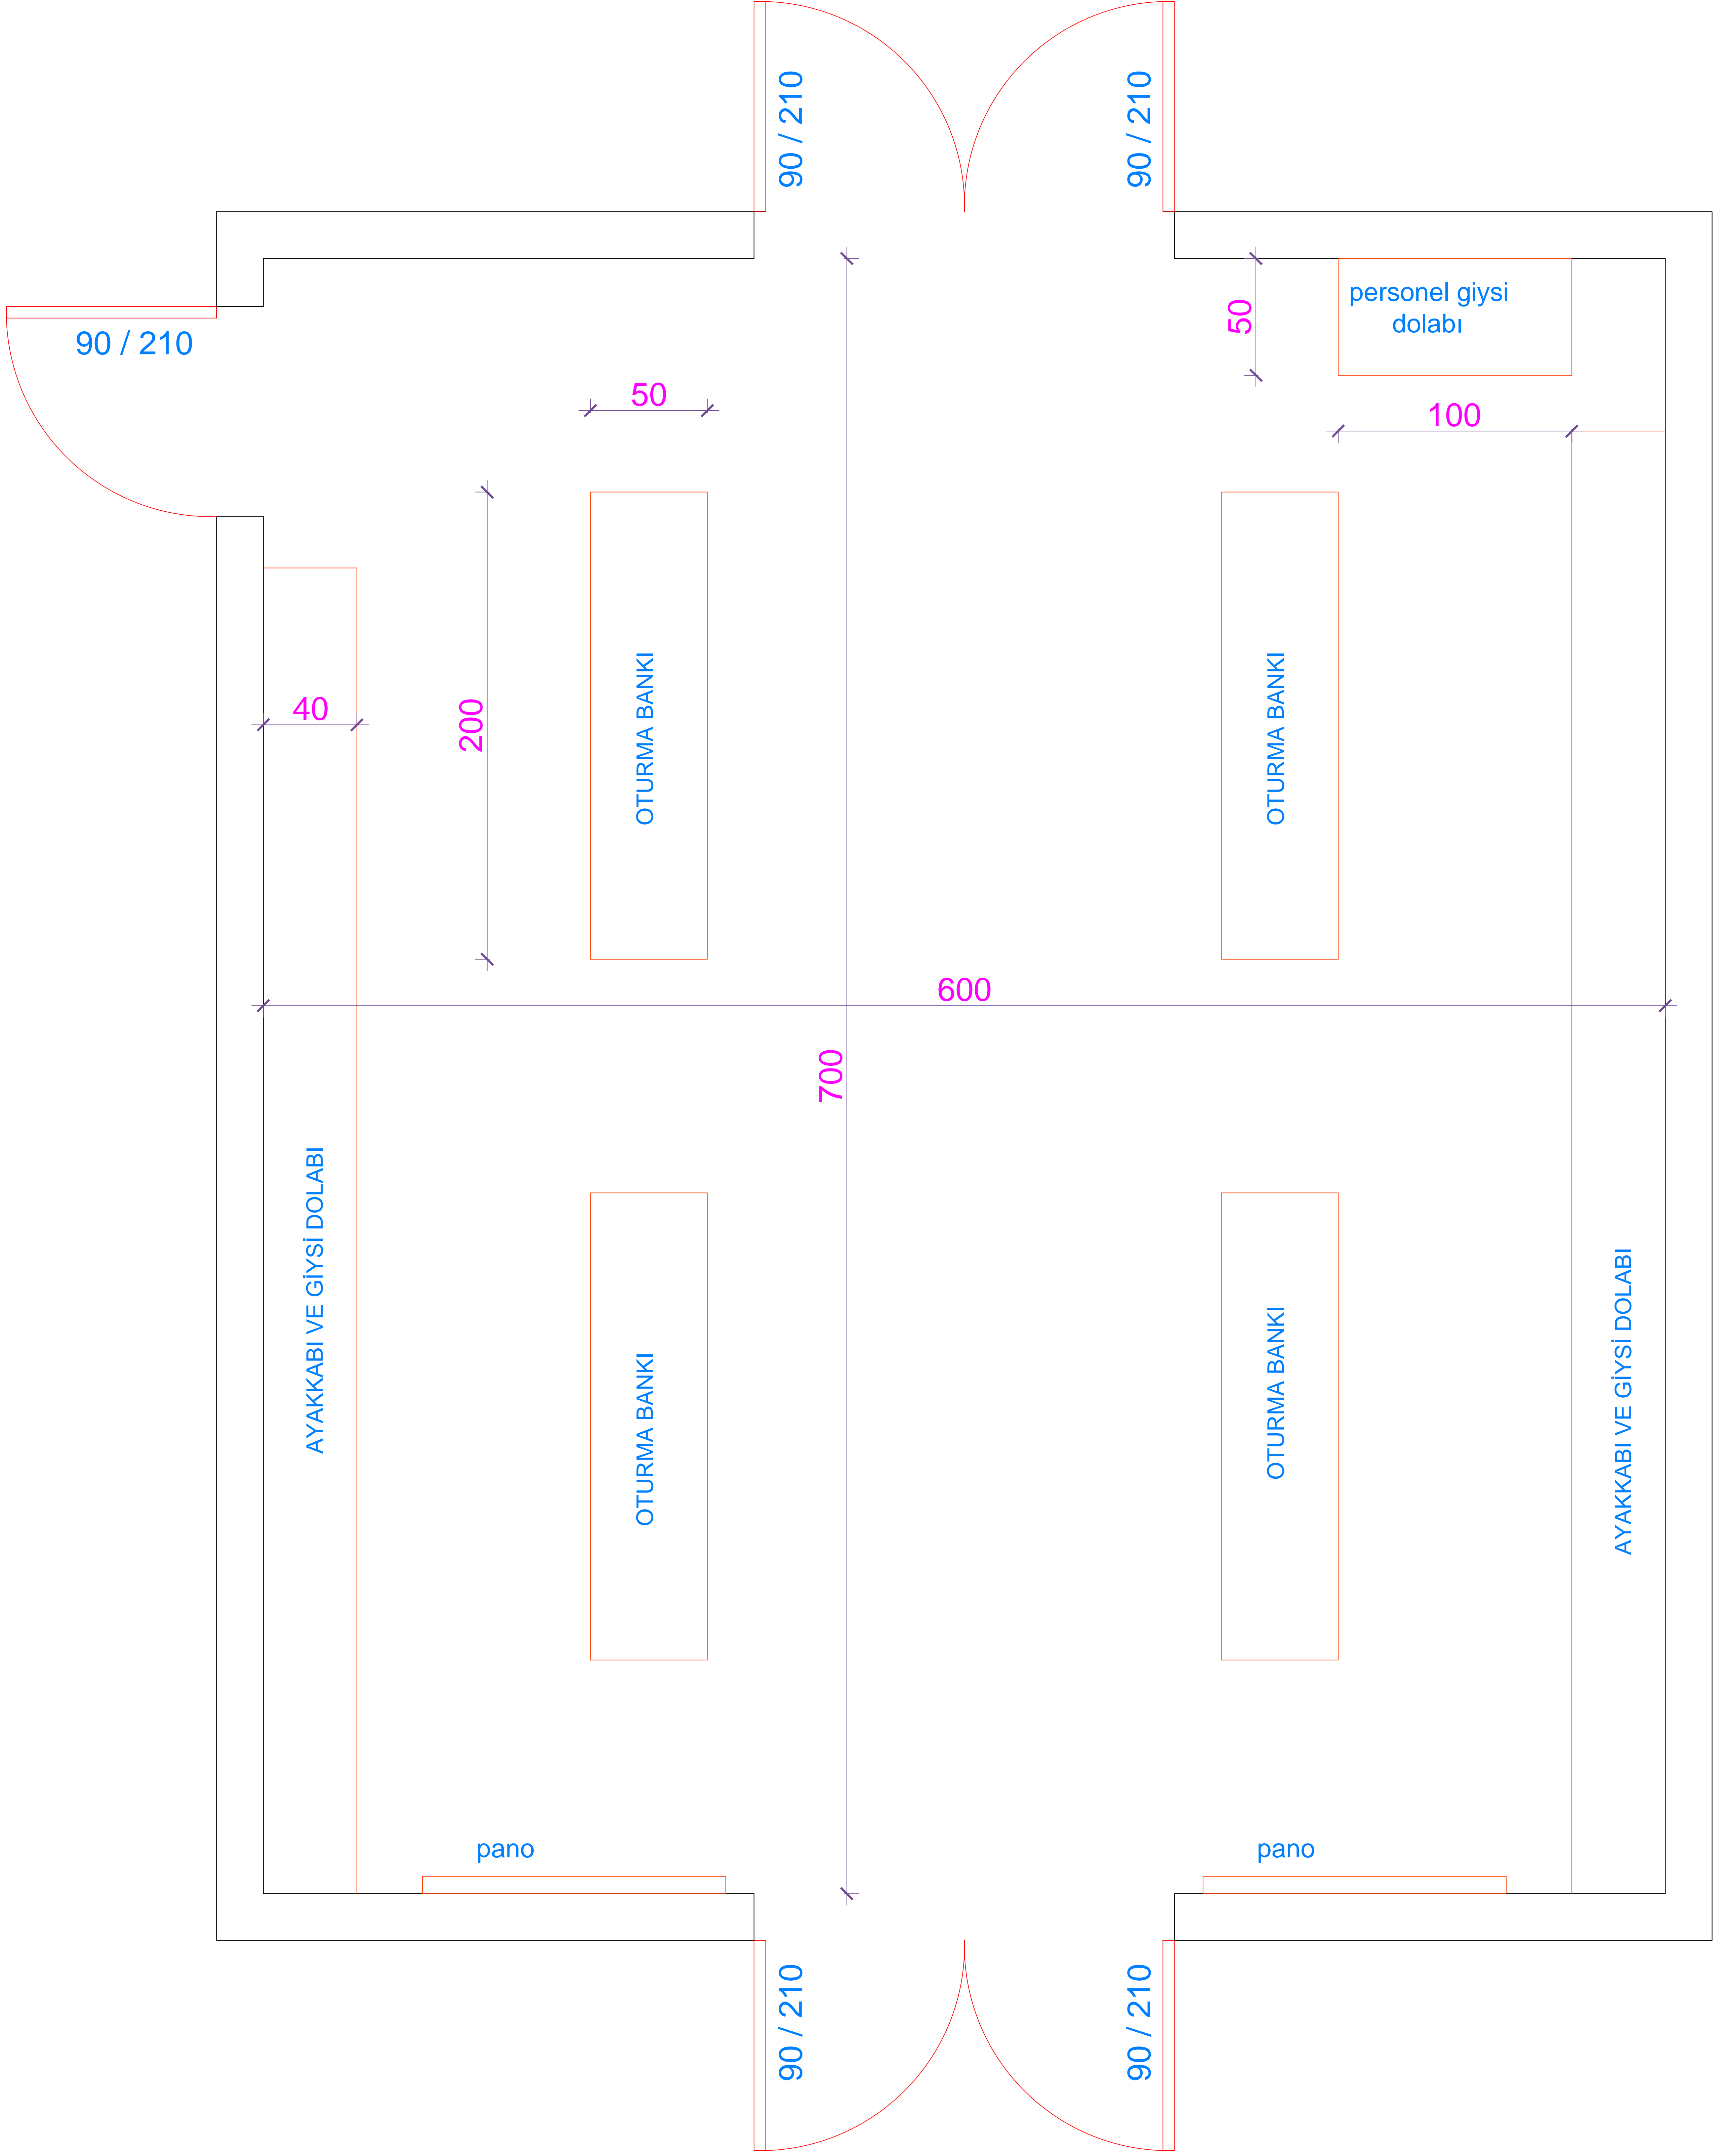 90 / 210
90 / 210
personel giysi
dolabı
50
90 / 210
50
100
OTURMA BANKI
OTURMA BANKI
40
200
600
700
AYAKKABI VE GİYSİ DOLABI
OTURMA BANKI
OTURMA BANKI
AYAKKABI VE GİYSİ DOLABI
pano
pano
90 / 210
90 / 210